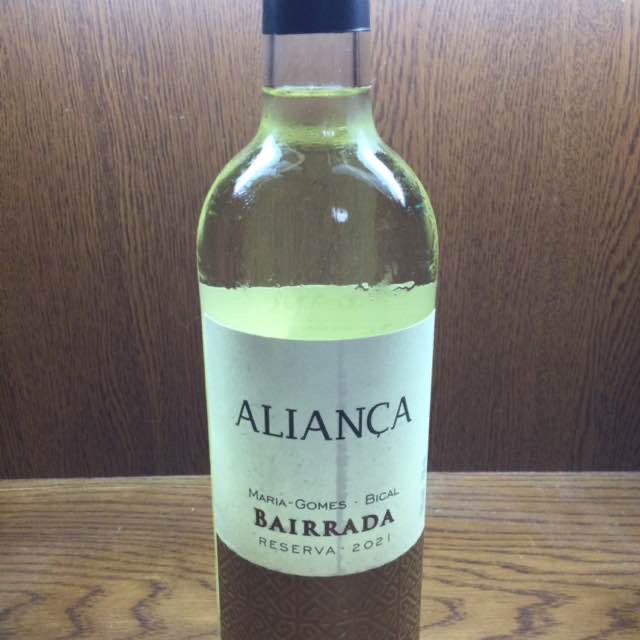 ALIANÇA
MARIA-GOMES - BICAL
BAIRRADA
RESERVA · 2021